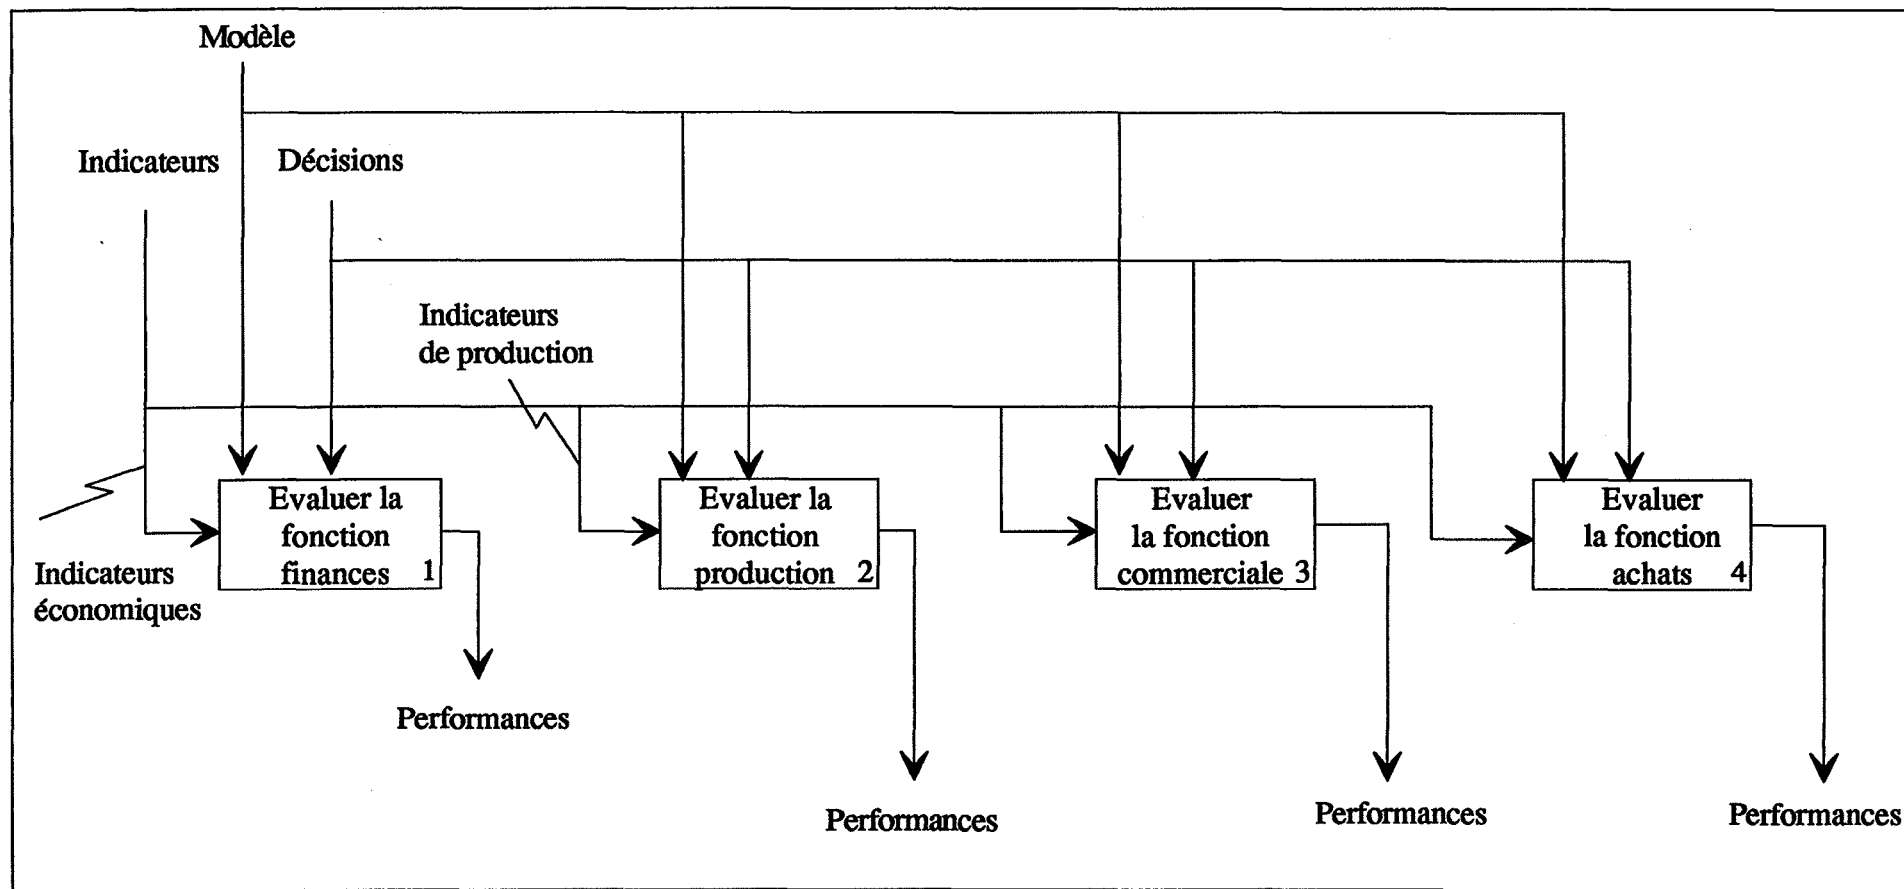 Modèle
Indicateurs
Décisions
Indicateurs
de production
Evaluer la
fonction
finances 1
Evaluer la
fonction
production 2
Evaluer
la fonction
commerciale 3
Evaluer
la fonction
achats 4
Indicateurs
économiques
Performances
Performances
Performances
Performances